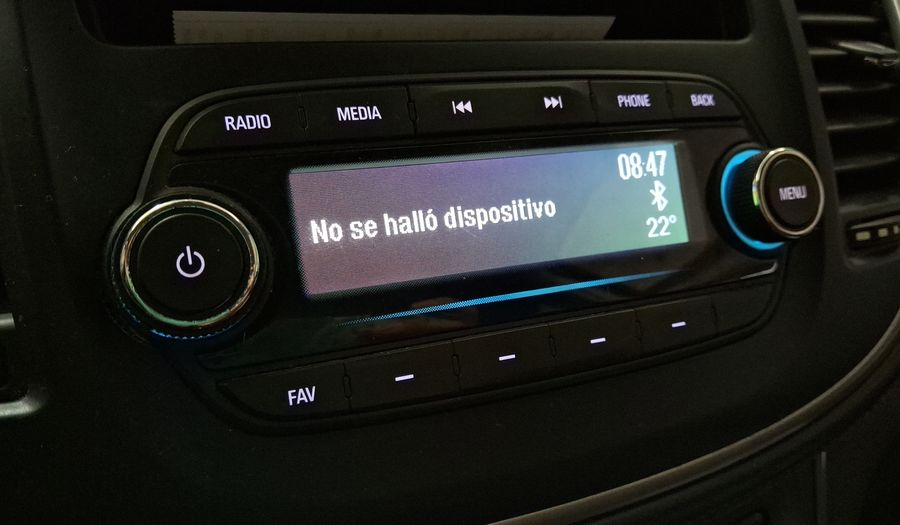 RADIO
MEDIA
PHONE
BACK
08:47
No se halló dispositivo
22°
MENU
FAV